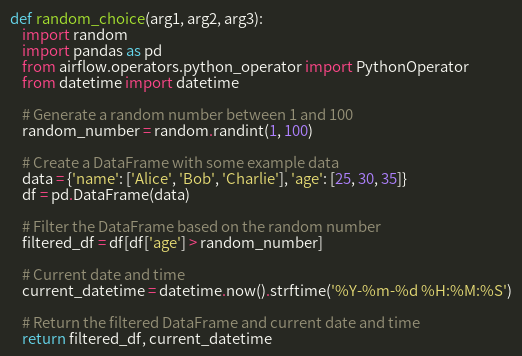 def random_choice(arg1, arg2, arg3):
    import random
    import pandas as pd
    from airflow.operators.python_operator import PythonOperator
    from datetime import datetime

    # Generate a random number between 1 and 100
    random_number = random.randint(1, 100)

    # Create a DataFrame with some example data
    data = {'name': ['Alice', 'Bob', 'Charlie'], 'age': [25, 30, 35]}
    df = pd.DataFrame(data)

    # Filter the DataFrame based on the random number
    filtered_df = df[df['age'] > random_number]

    # Current date and time
    current_datetime = datetime.now().strftime('%Y-%m-%d %H:%M:%S')

    # Return the filtered DataFrame and current date and time
    return filtered_df, current_datetime